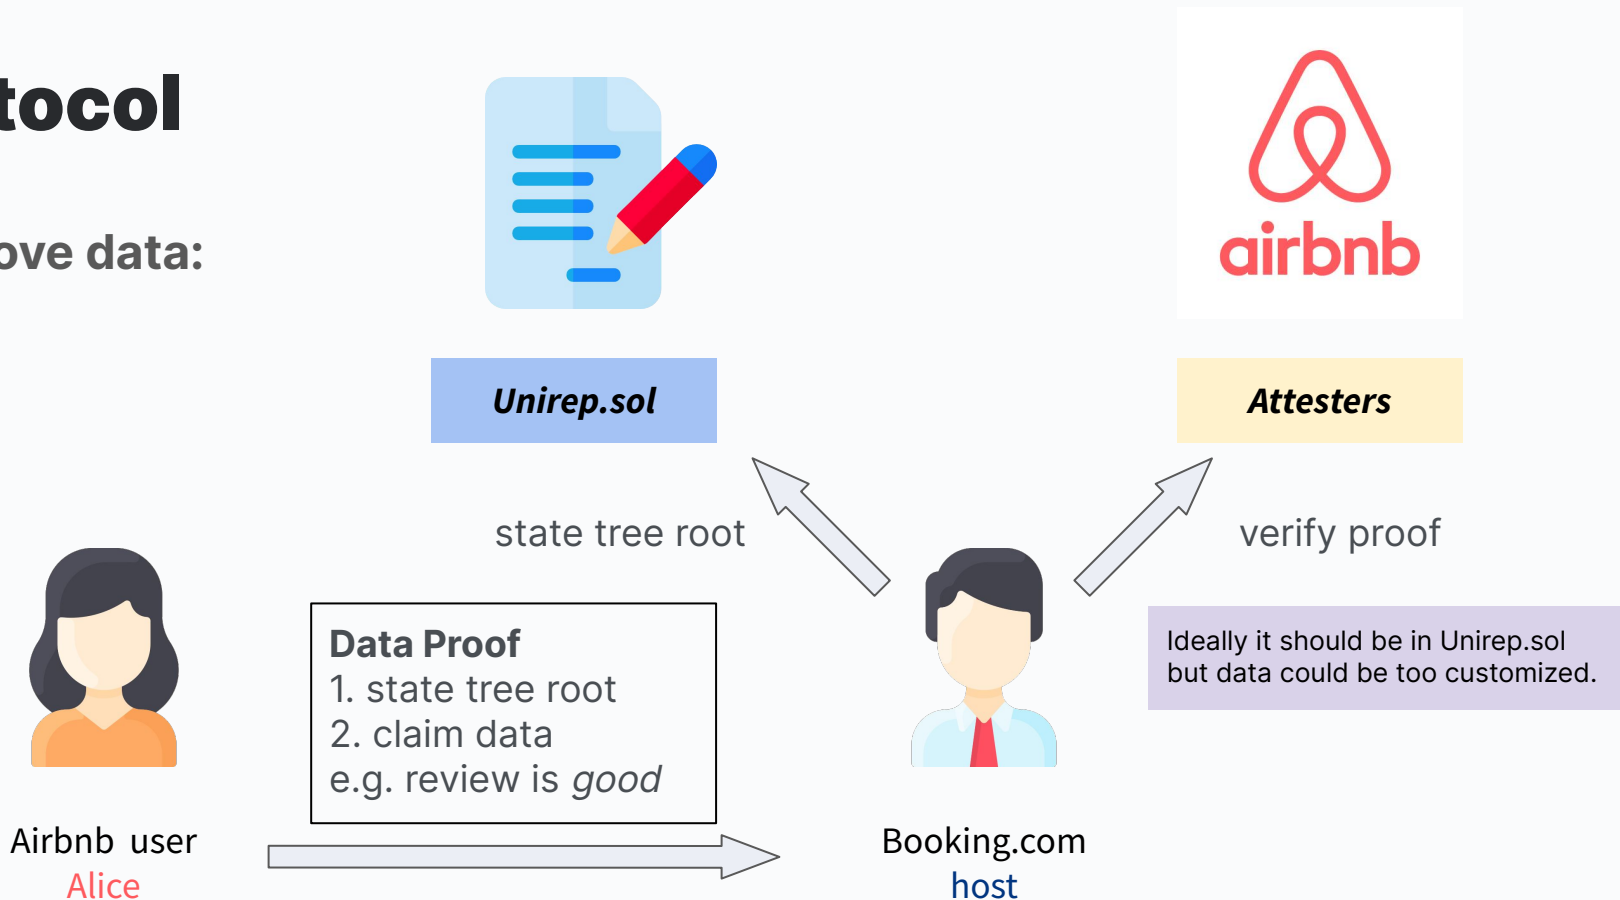 tocol
ove data:
airbnb
Unirep.sol
Attesters
state tree root
verify proof
Data Proof
1. state tree root
2. claim data
e.g. review is good
Ideally it should be in Unirep.sol
but data could be too customized.
Airbnb user
Alice
Booking.com
host